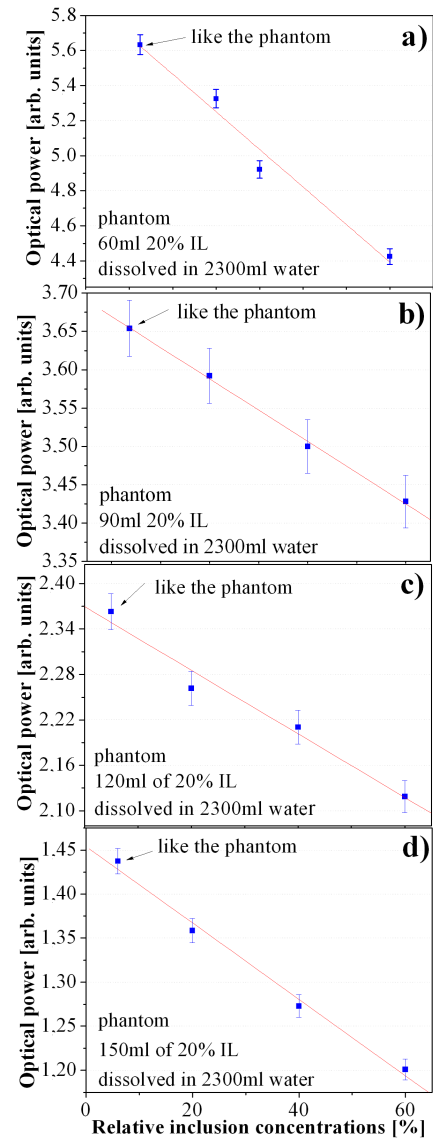 5.8
5.6
5.4
5.2
5.0
4.8
4.6
4.4
Optical power [arb. units]
like the phantom
a)
phantom
60ml 20% IL
dissolved in 2300ml water
3.70
3.65
3.60
3.55
3.50
3.45
3.40
3.35
Optical power [arb. units]
like the phantom
b)
phantom
90ml 20% IL
dissolved in 2300ml water
2.40
2.34
2.28
2.22
2.16
2.10
Optical power [arb. units]
like the phantom
c)
phantom
120ml of 20% IL
dissolved in 2300ml water
1.45
1.40
1.35
1.30
1.25
1.20
Optical power [arb. units]
like the phantom
d)
phantom
150ml of 20% IL
dissolved in 2300ml water
0 20 40 60
Relative inclusion concentrations [%]